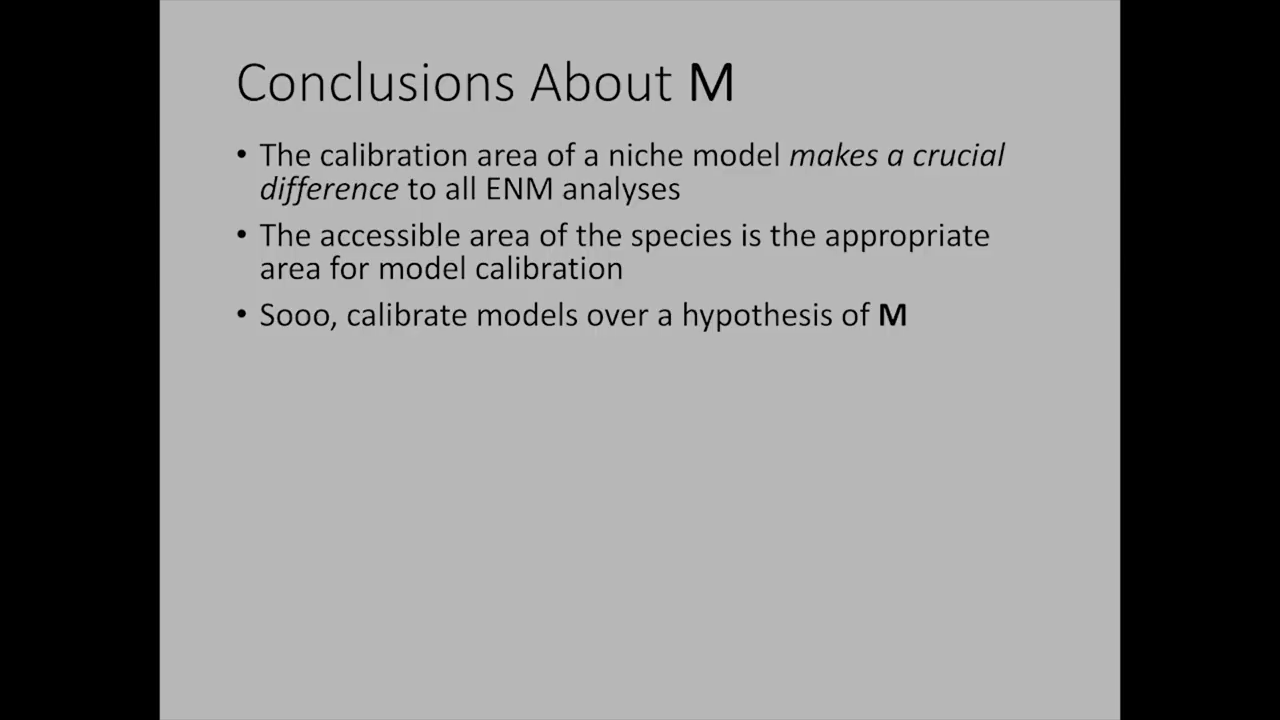 Conclusions About M
• The calibration area of a niche model makes a crucial
difference to all ENM analyses
• The accessible area of the species is the appropriate
area for model calibration
• Sooo, calibrate models over a hypothesis of M